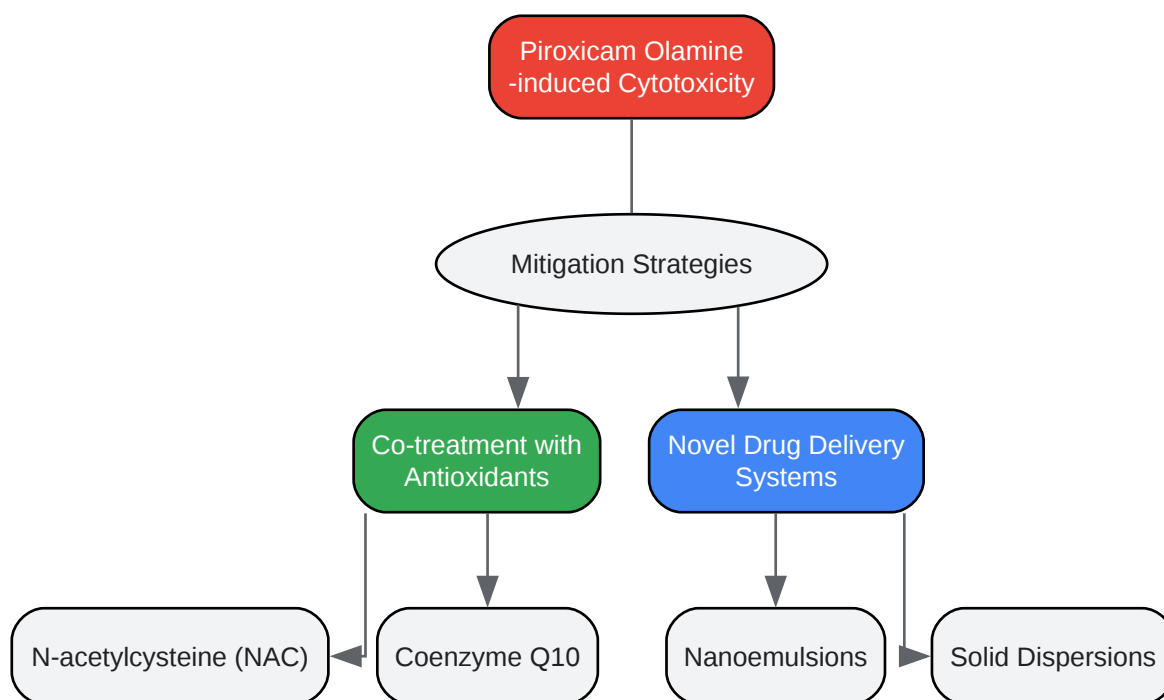 Piroxicam Olamine
-induced Cytotoxicity
Mitigation Strategies
Co-treatment with
Antioxidants
Novel Drug Delivery
Systems
N-acetylcysteine (NAC)
Coenzyme Q10
Nanoemulsions
Solid Dispersions